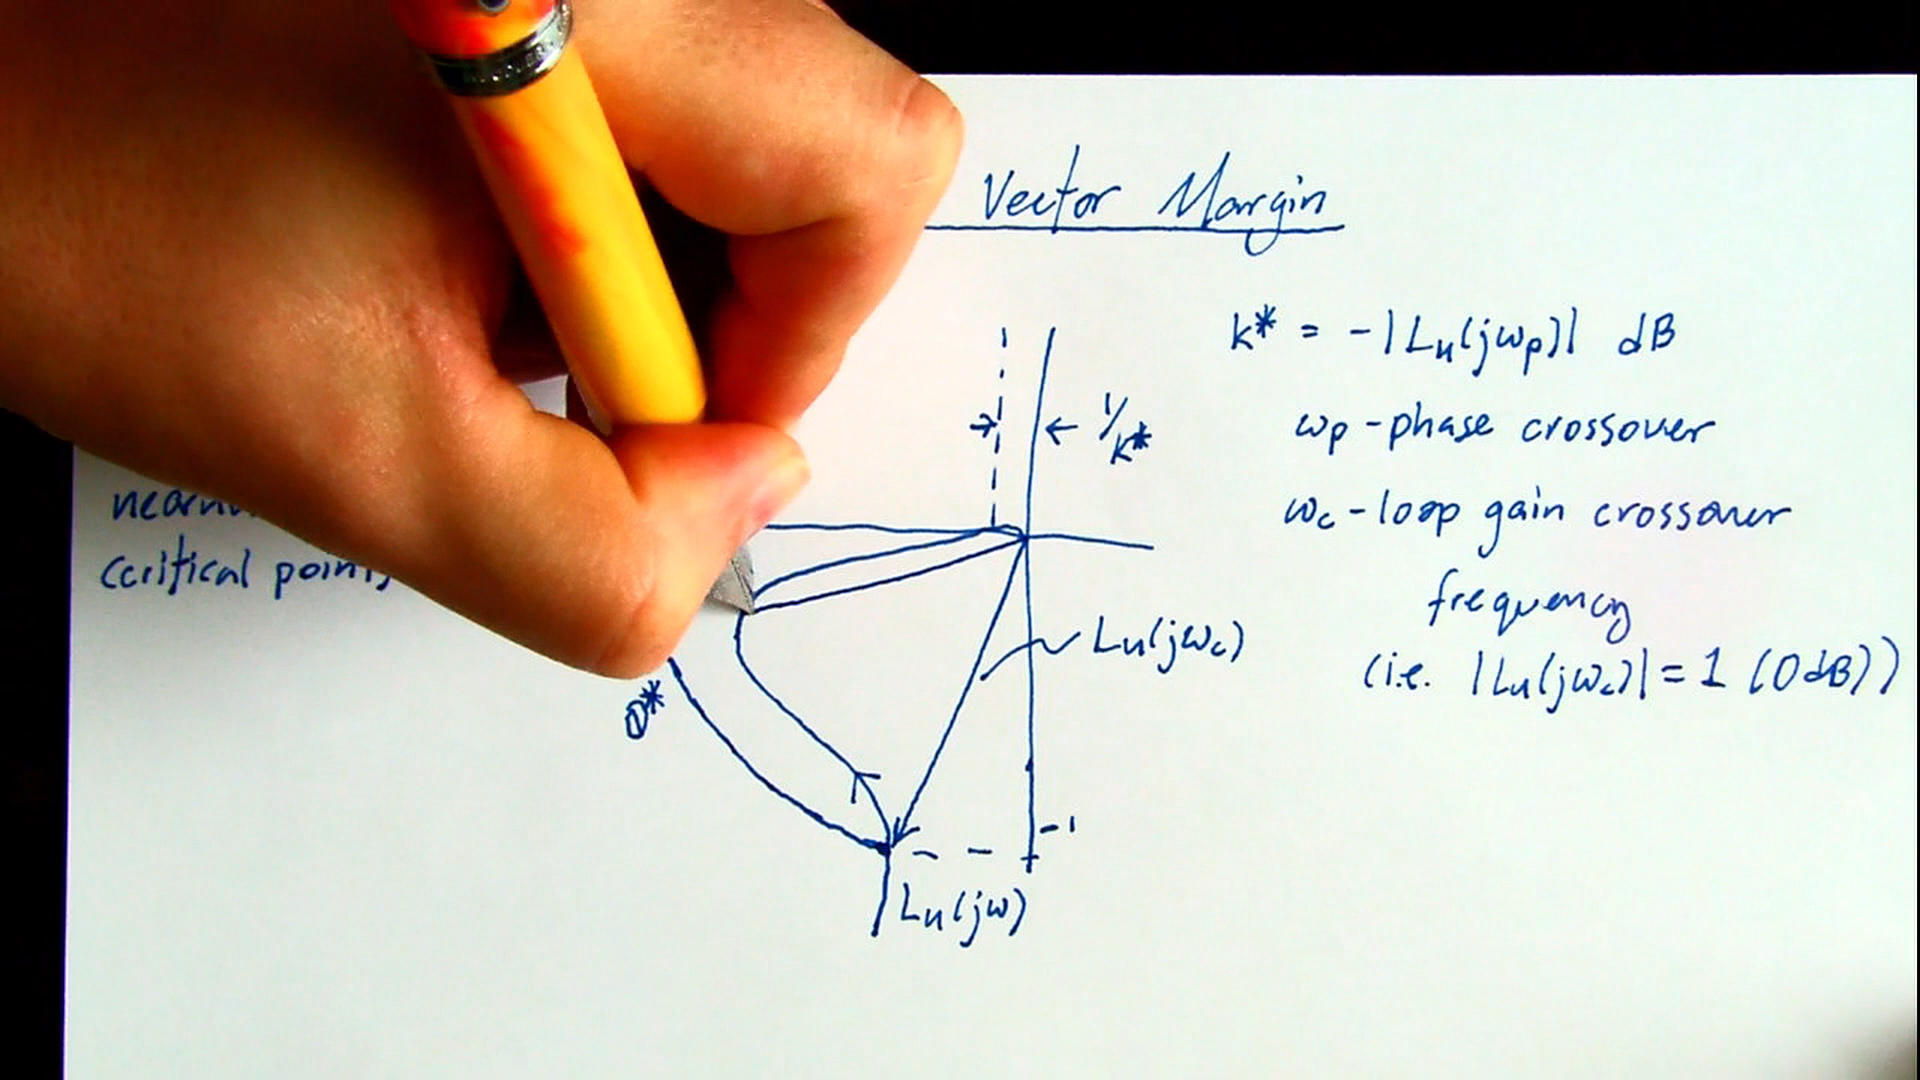 Vector Margin
k* = -|Lu(jωp)| dB
ωp - phase crossover
1/k*
ωc - loop gain crossover
(critical point
frequency
Lu(jωc)
(i.e. |Lu(jωc)| = 1 (0dB))
Θ*
-1
Lu(jω)